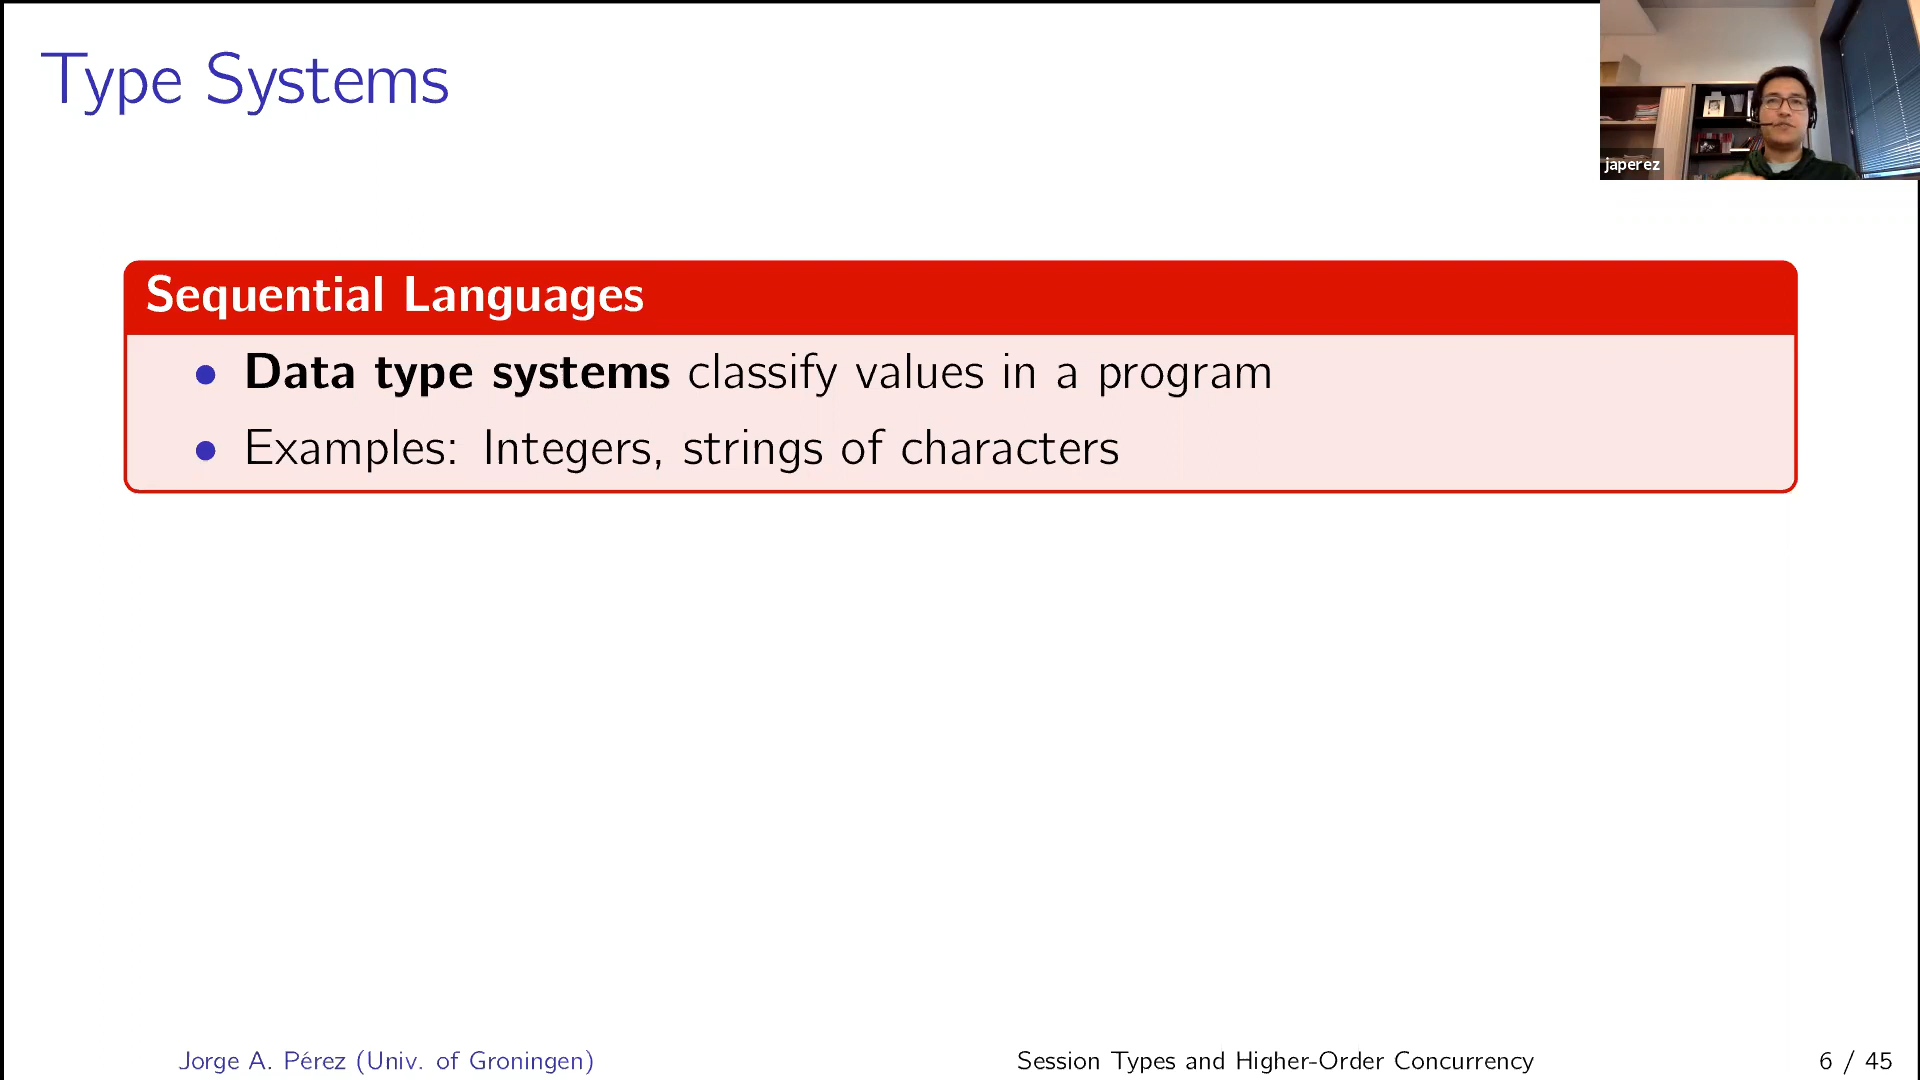 Type Systems
japerez
Sequential Languages
• Data type systems classify values in a program
• Examples: Integers, strings of characters
Jorge A. Pérez (Univ. of Groningen) Session Types and Higher-Order Concurrency 6 / 45